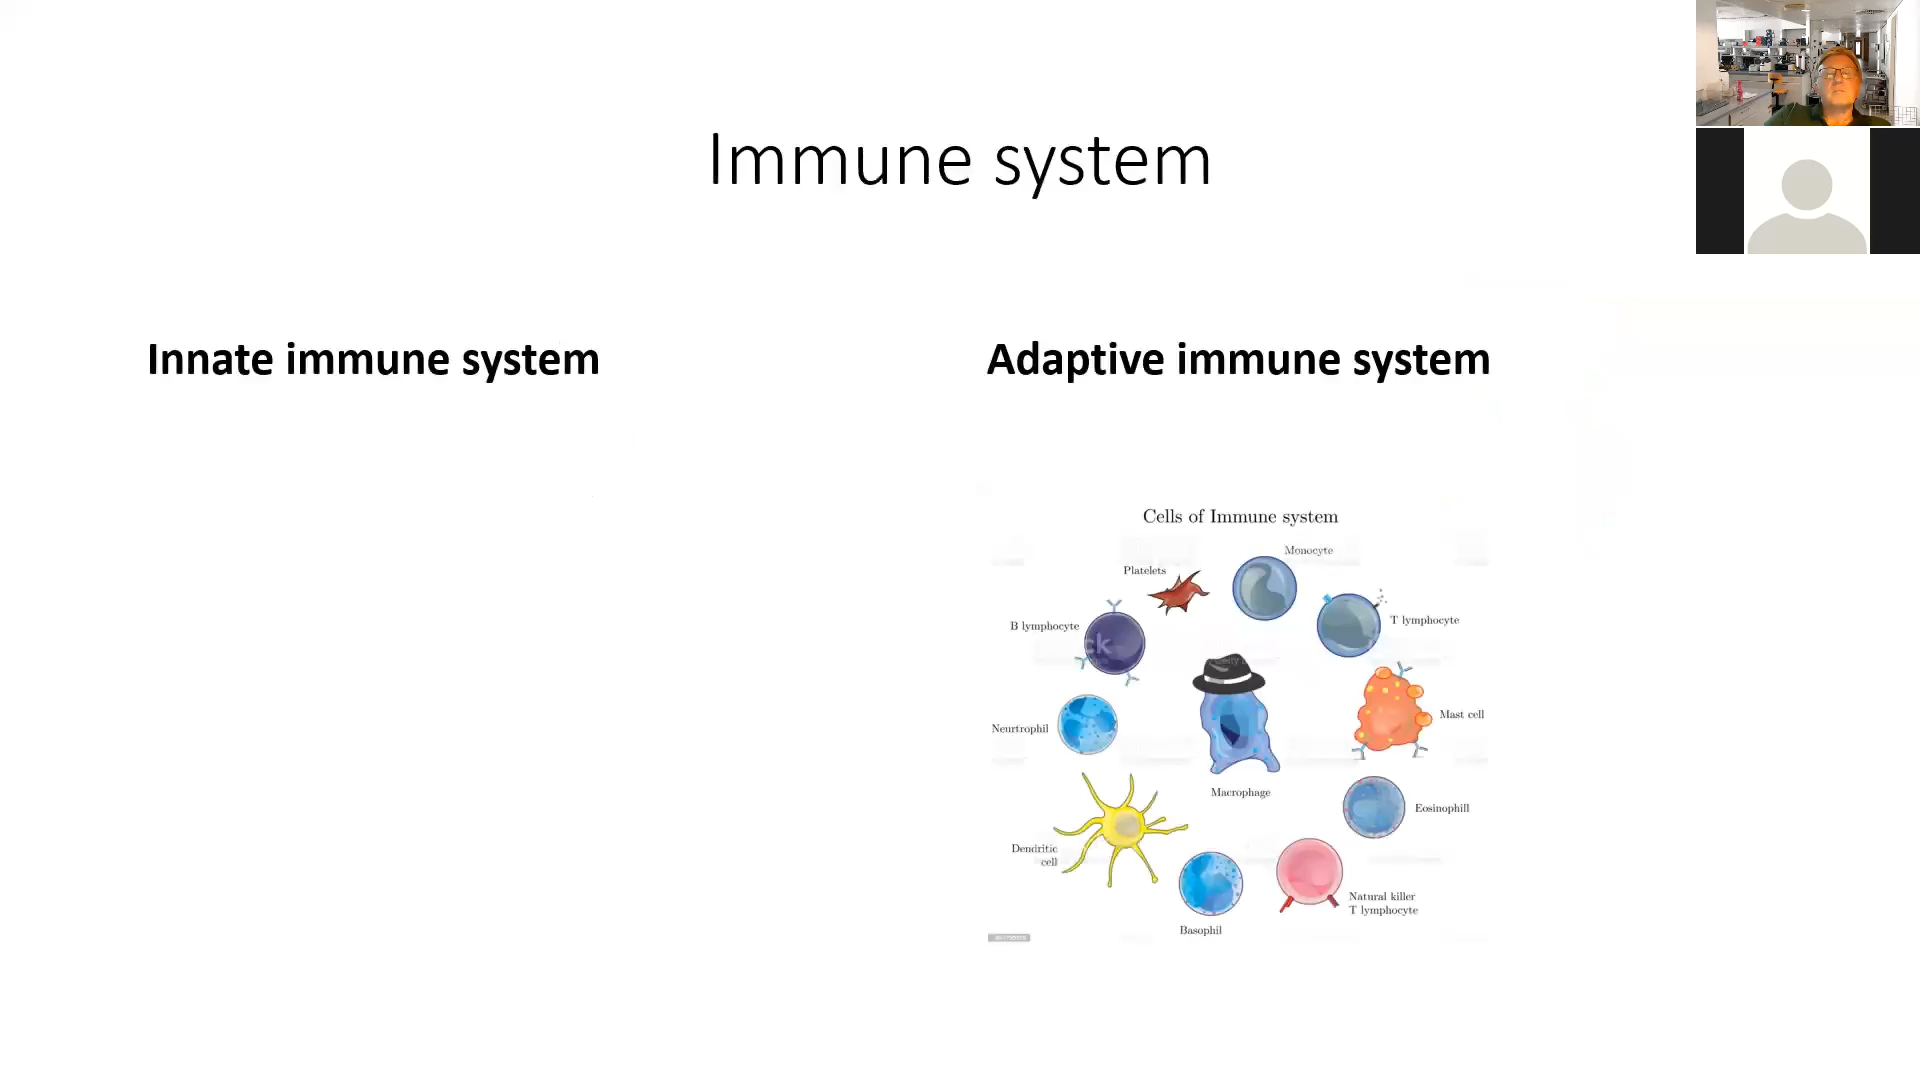 Immune system
Innate immune system
Adaptive immune system
Cells of Immune system
Monocyte
Platelets
T lymphocyte
B lymphocyte
Mast cell
Neurtrophil
Macrophage
Eosinophill
Dendritic
cell
Natural killer
T lymphocyte
Basophil